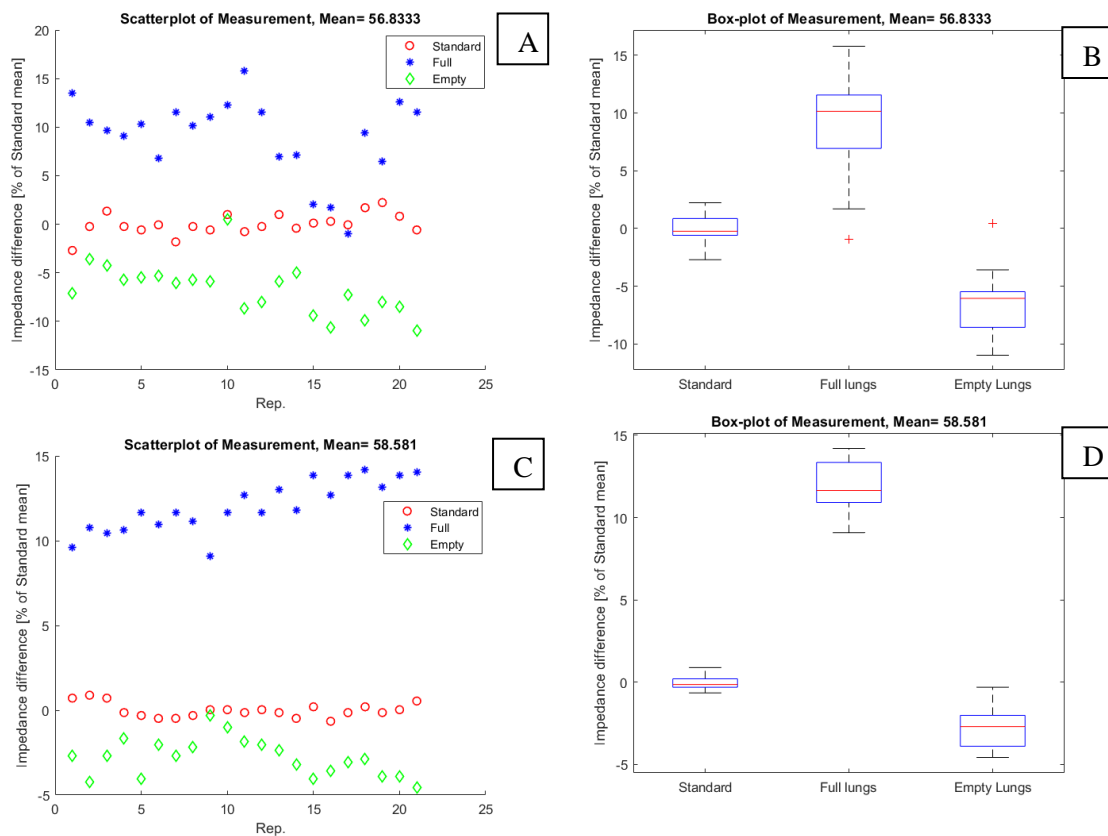 Scatterplot of Measurement, Mean= 56.8333
A
Impedance difference [% of Standard mean]
20
15
10
5
0
-5
-10
-15
Standard
Full
Empty
0 5 10 15 20 25
Rep.
Box-plot of Measurement, Mean= 56.8333
B
Impedance difference [% of Standard mean]
15
10
5
0
-5
-10
Standard Full lungs Empty Lungs
Scatterplot of Measurement, Mean= 58.581
C
Impedance difference [% of Standard mean]
15
10
5
0
-5
Standard
Full
Empty
0 5 10 15 20 25
Rep.
Box-plot of Measurement, Mean= 58.581
D
Impedance difference [% of Standard mean]
15
10
5
0
-5
Standard Full lungs Empty Lungs